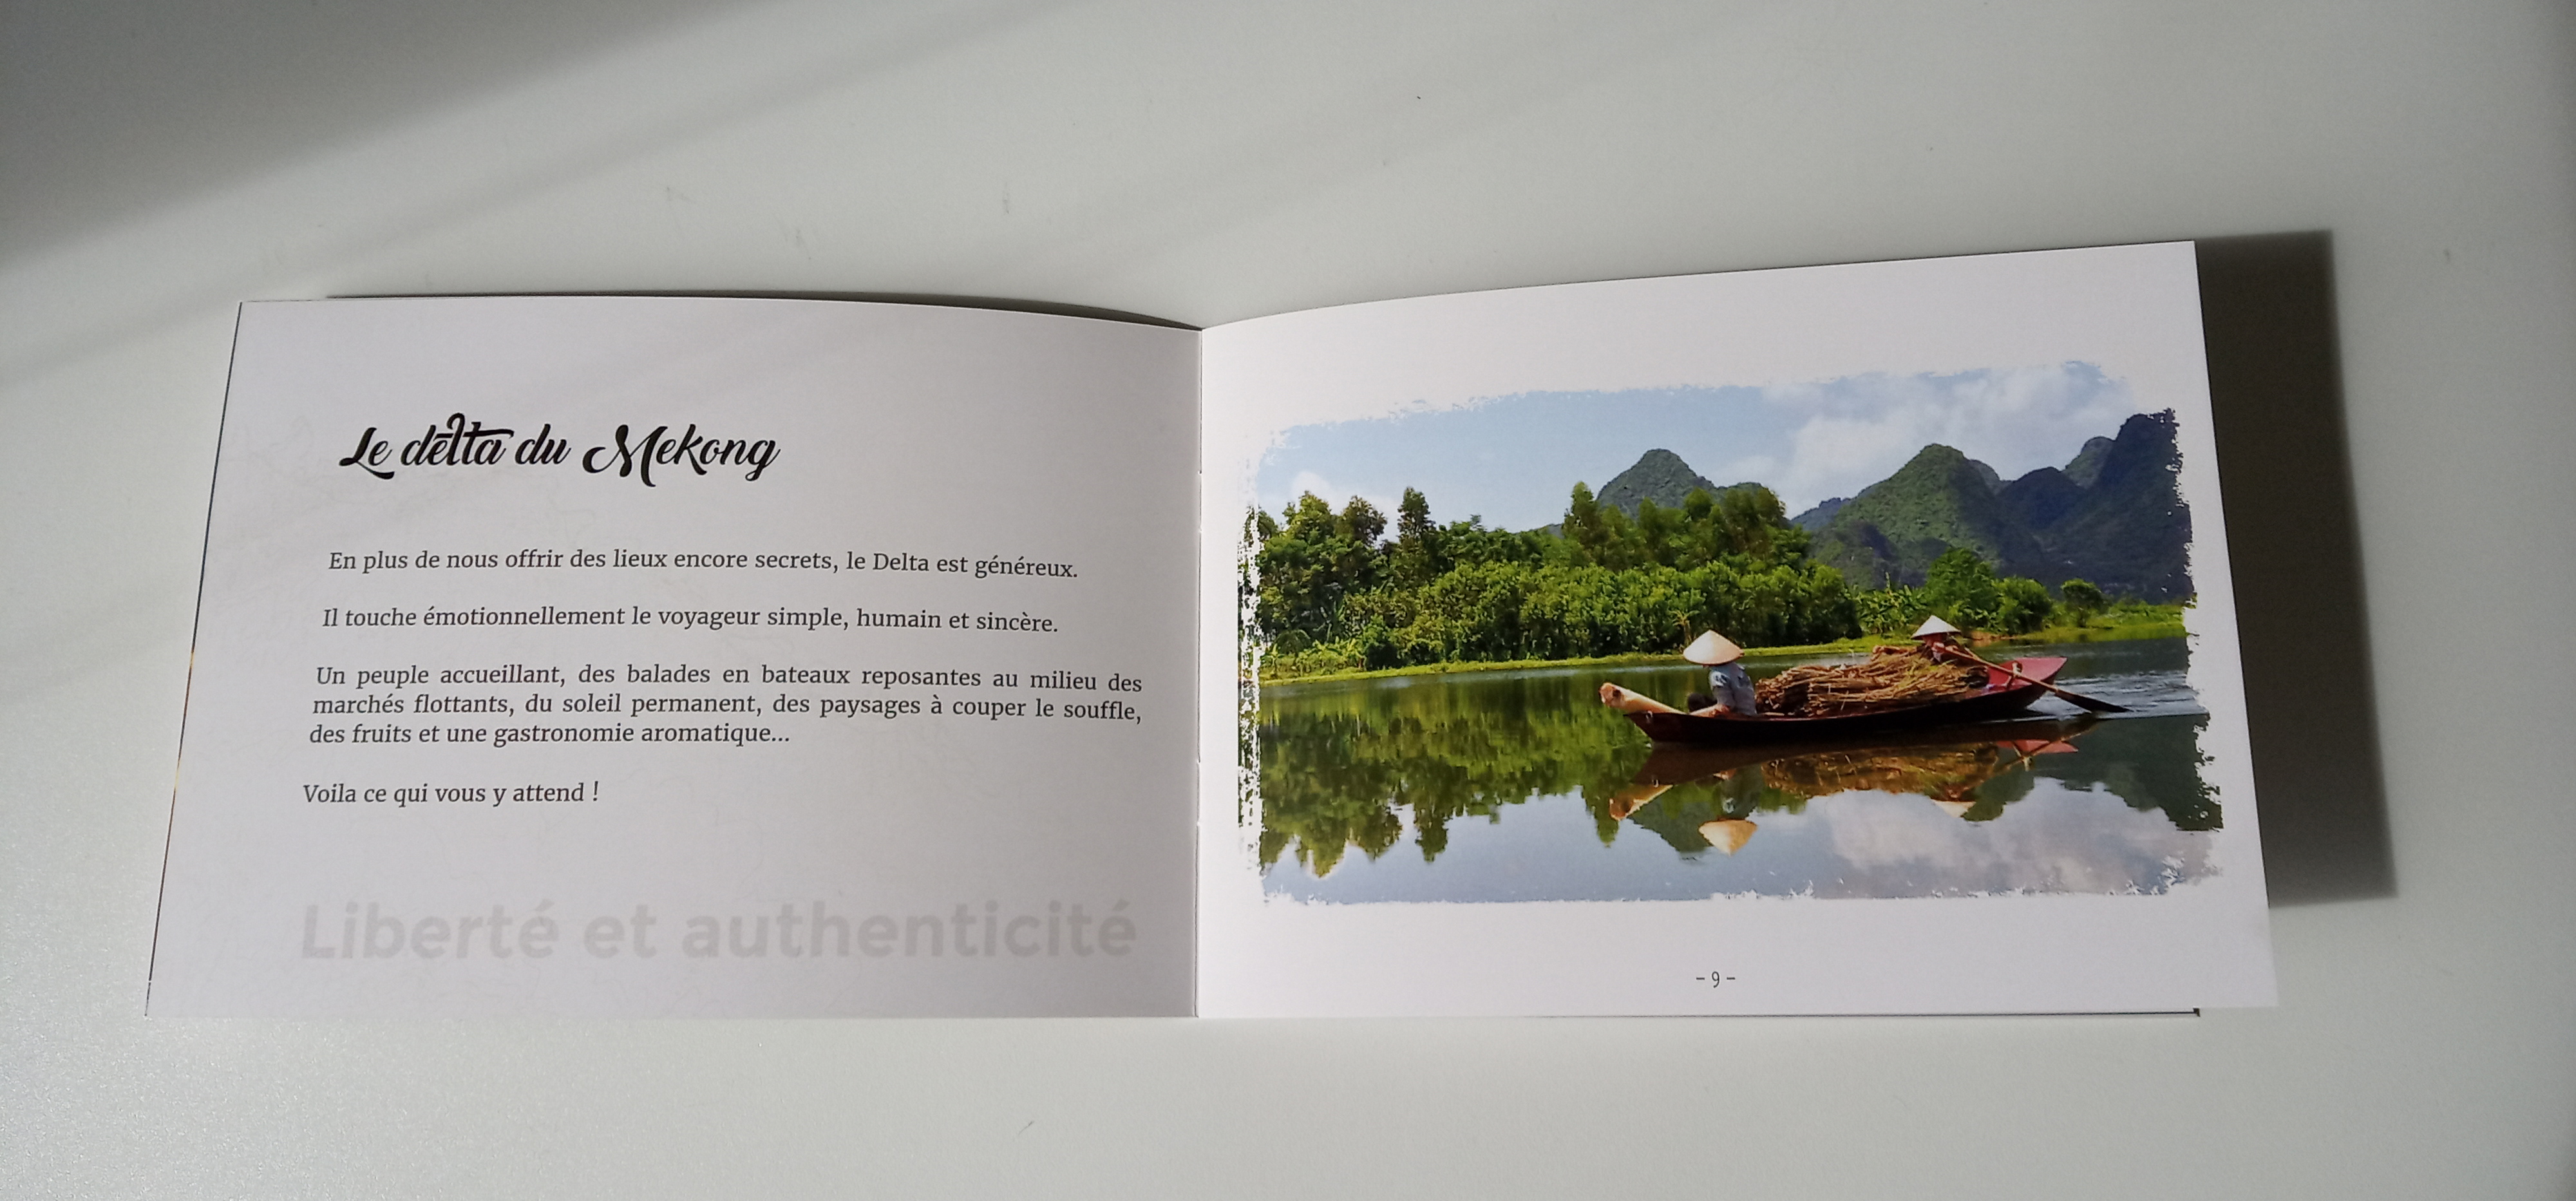 Le delta du Mekong
En plus de nous offrir des lieux encore secrets, le Delta est généreux.
Il touche émotionnellement le voyageur simple, humain et sincère.
Un peuple accueillant, des balades en bateaux reposantes au milieu des
marchés flottants, du soleil permanent, des paysages à couper le souffle,
des fruits et une gastronomie aromatique...
Voila ce qui vous y attend !
Liberté et authenticité
– 9 –